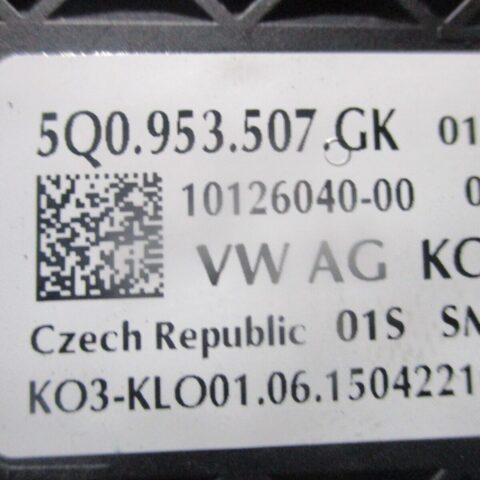 5Q0.953.507.GK 01
10126040-00 0
VW AG KO
Czech Republic 01S SN
KO3-KLO01.06.1504221